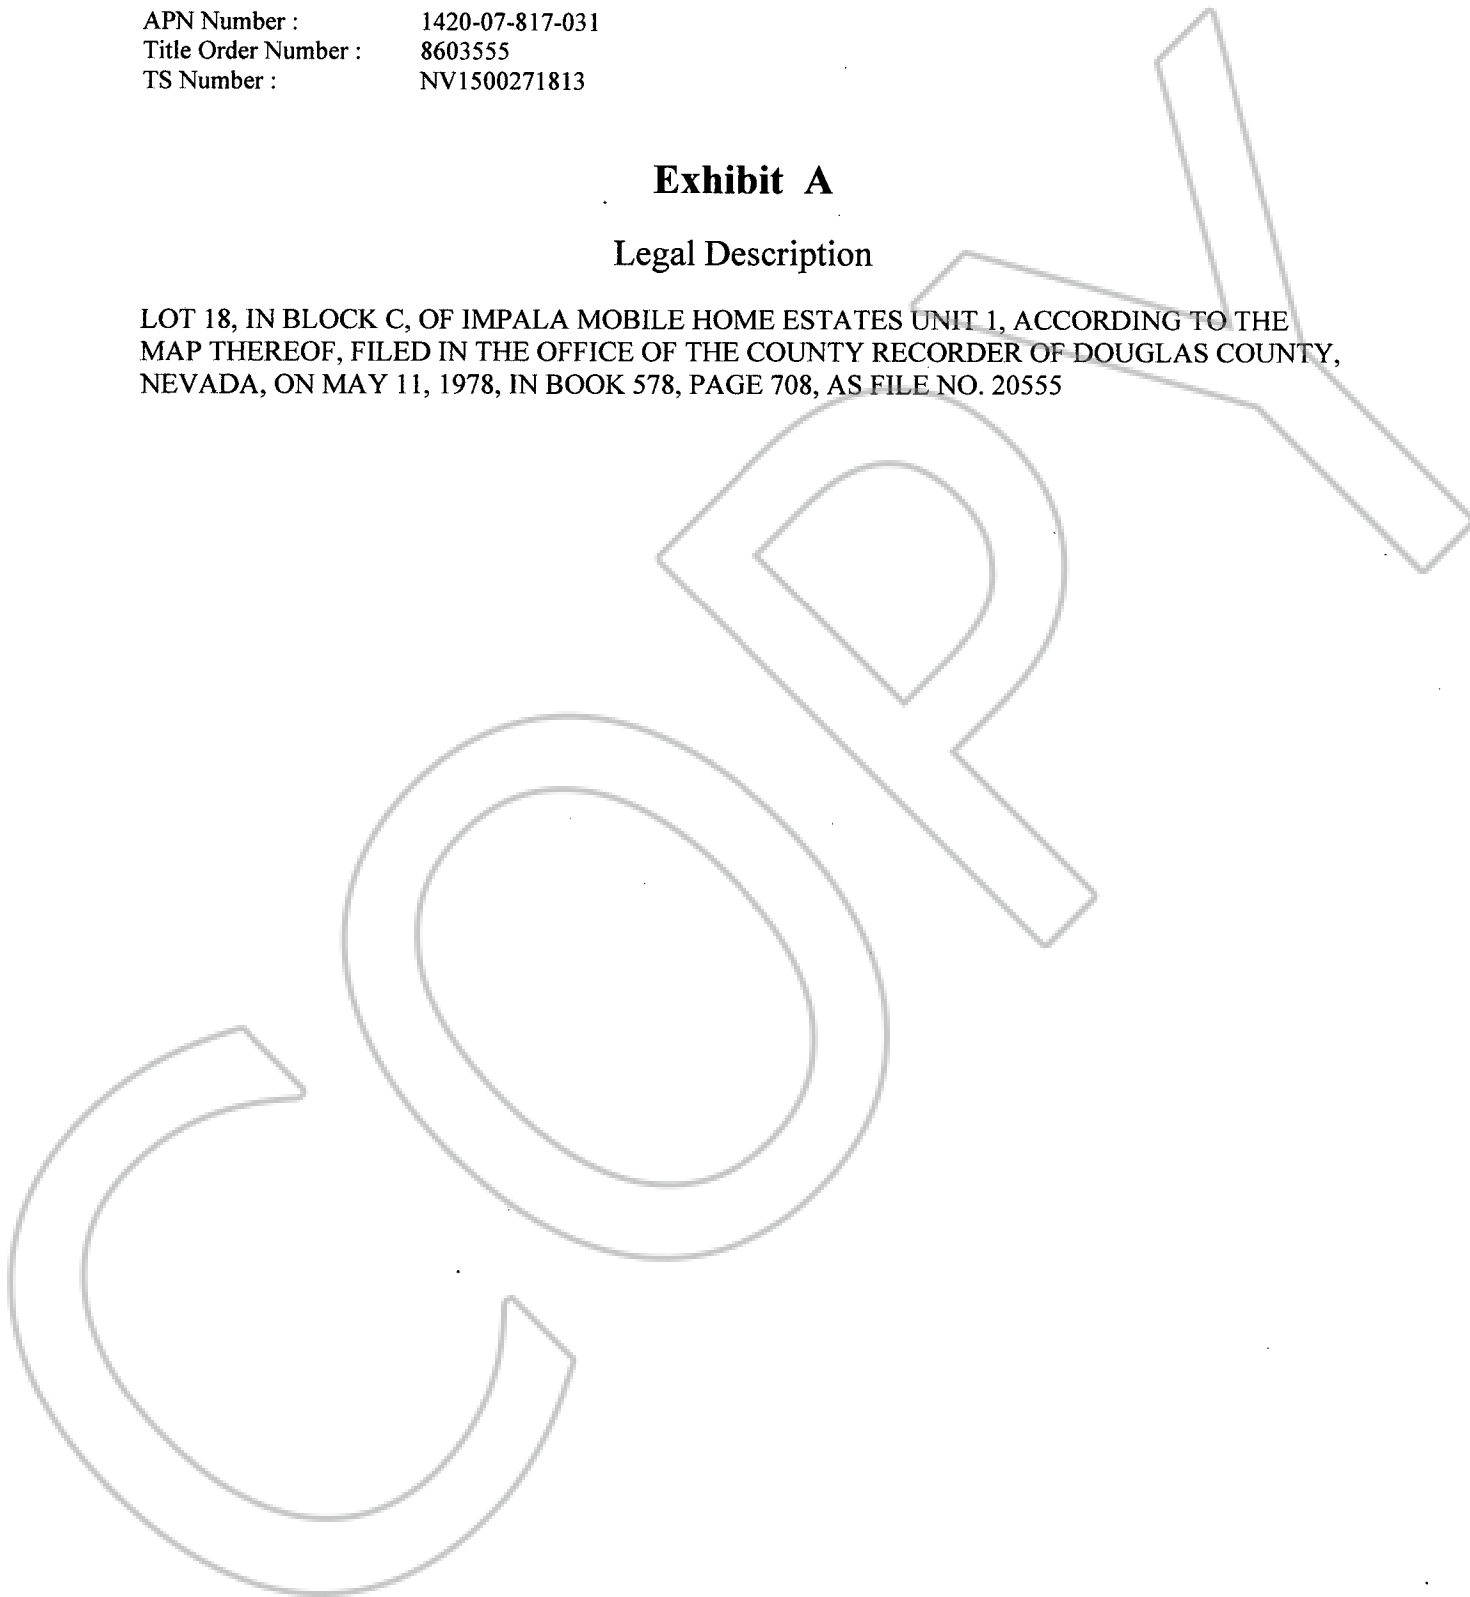 APN Number : 1420-07-817-031
Title Order Number : 8603555
TS Number : NV1500271813
Exhibit A
Legal Description
LOT 18, IN BLOCK C, OF IMPALA MOBILE HOME ESTATES UNIT 1, ACCORDING TO THE
MAP THEREOF, FILED IN THE OFFICE OF THE COUNTY RECORDER OF DOUGLAS COUNTY,
NEVADA, ON MAY 11, 1978, IN BOOK 578, PAGE 708, AS FILE NO. 20555
COPY